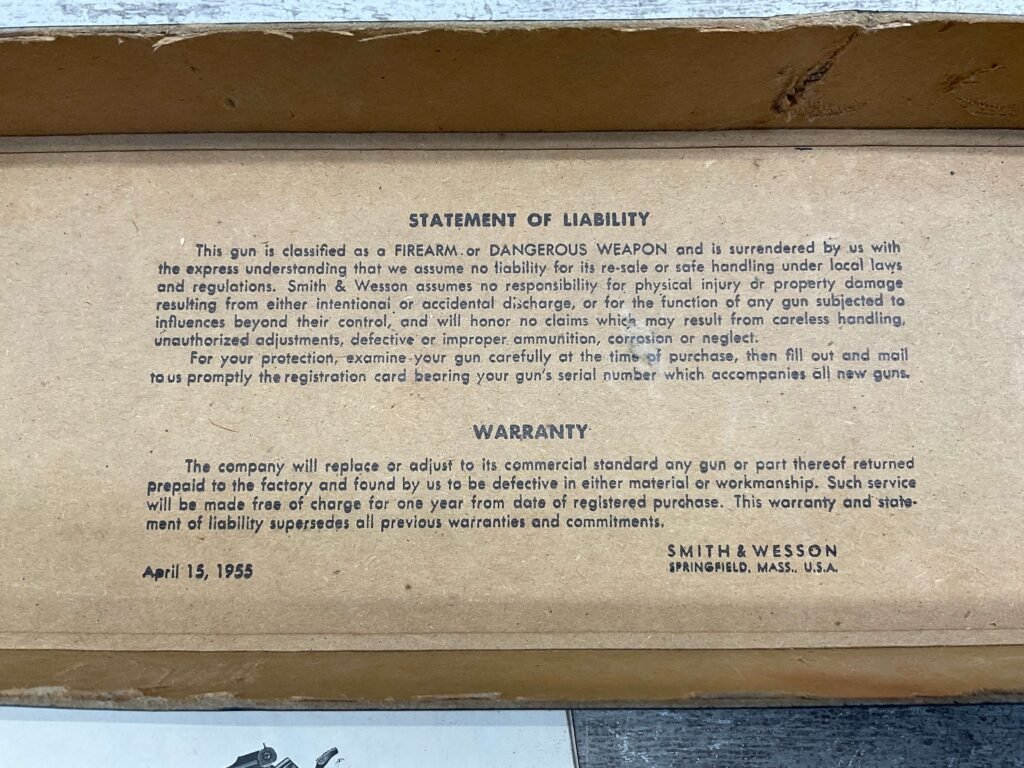 STATEMENT OF LIABILITY
This gun is classified as a FIREARM or DANGEROUS WEAPON and is surrendered by us with
the express understanding that we assume no liability for its re-sale or safe handling under local laws
and regulations. Smith & Wesson assumes no responsibility for physical injury or property damage
resulting from either intentional or accidental discharge, or for the function of any gun subjected to
influences beyond their control, and will honor no claims which may result from careless handling,
unauthorized adjustments, defective or improper ammunition, corrosion or neglect.
For your protection, examine your gun carefully at the time of purchase, then fill out and mail
to us promptly the registration card bearing your gun's serial number which accompanies all new guns.
WARRANTY
The company will replace or adjust to its commercial standard any gun or part thereof returned
prepaid to the factory and found by us to be defective in either material or workmanship. Such service
will be made free of charge for one year from date of registered purchase. This warranty and state-
ment of liability supersedes all previous warranties and commitments.
SMITH & WESSON
SPRINGFIELD, MASS., U.S.A.
April 15, 1955